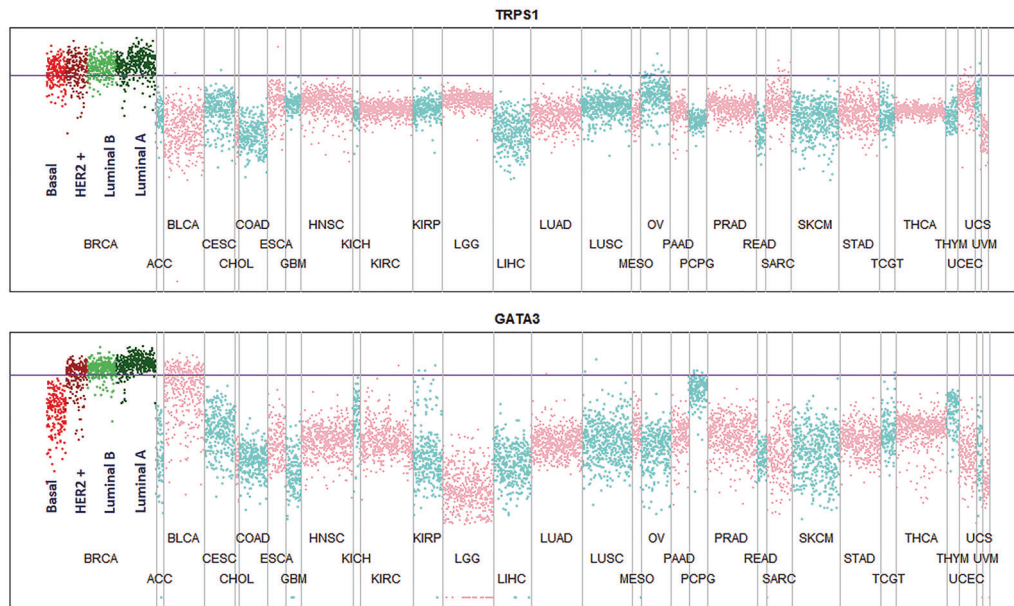 TRPS1
Basal
HER2 +
Luminal B
Luminal A
BLCA COAD HNSC KIRP LUAD OV PRAD SKCM THCA UCS
BRCA CESC ESCA KICH LGG LUSC PAAD READ STAD THYM UVM
ACC CHOL GBM KIRC LIHC MESO PCPG SARC TCGT UCEC
GATA3
Basal
HER2 +
Luminal B
Luminal A
BLCA COAD HNSC KIRP LUAD OV PRAD SKCM THCA UCS
BRCA CESC ESCA KICH LGG LUSC PAAD READ STAD THYM UVM
ACC CHOL GBM KIRC LIHC MESO PCPG SARC TCGT UCEC